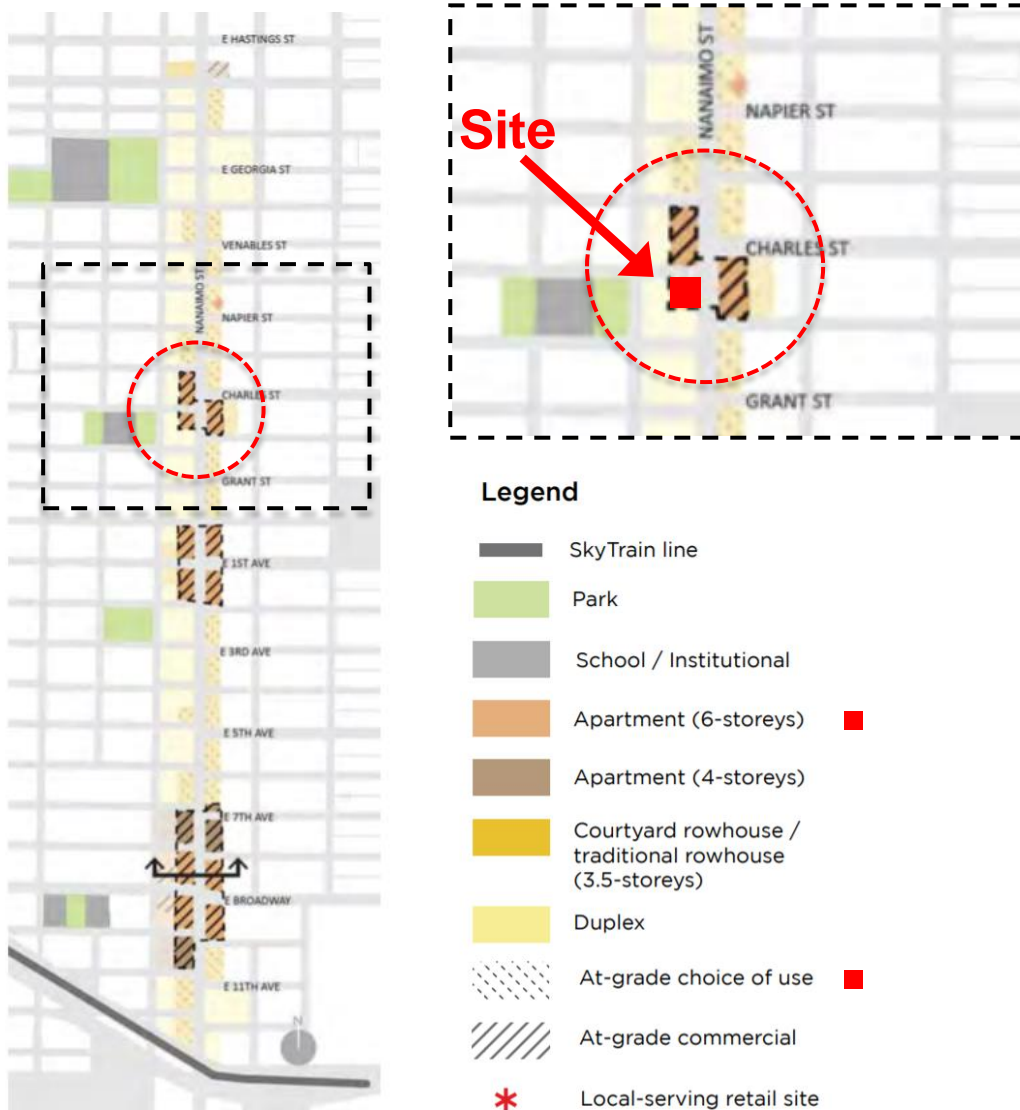 E HASTINGS ST
E GEORGIA ST
VENABLES ST
NANAIMO ST
NAPIER ST
CHARLES ST
GRANT ST
E 1ST AVE
E 3RD AVE
E 5TH AVE
E 7TH AVE
E BROADWAY
E 11TH AVE
N
NANAIMO ST
NAPIER ST
Site
CHARLES ST
GRANT ST
Legend
SkyTrain line
Park
School / Institutional
Apartment (6-storeys)
Apartment (4-storeys)
Courtyard rowhouse /
traditional rowhouse
(3.5-storeys)
Duplex
At-grade choice of use
At-grade commercial
Local-serving retail site